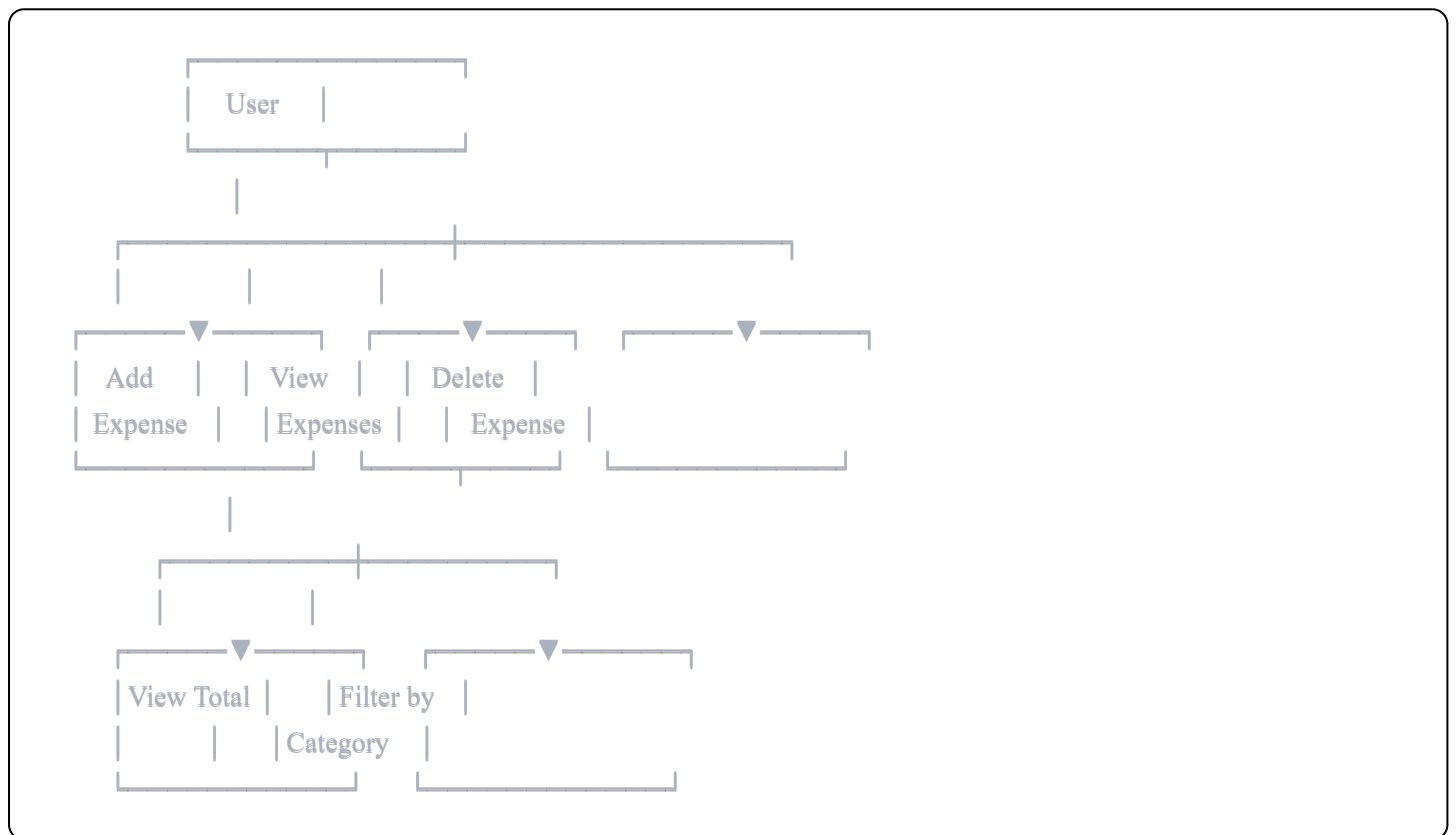 User
Add View Delete
Expense Expenses Expense
View Total Filter by
Category